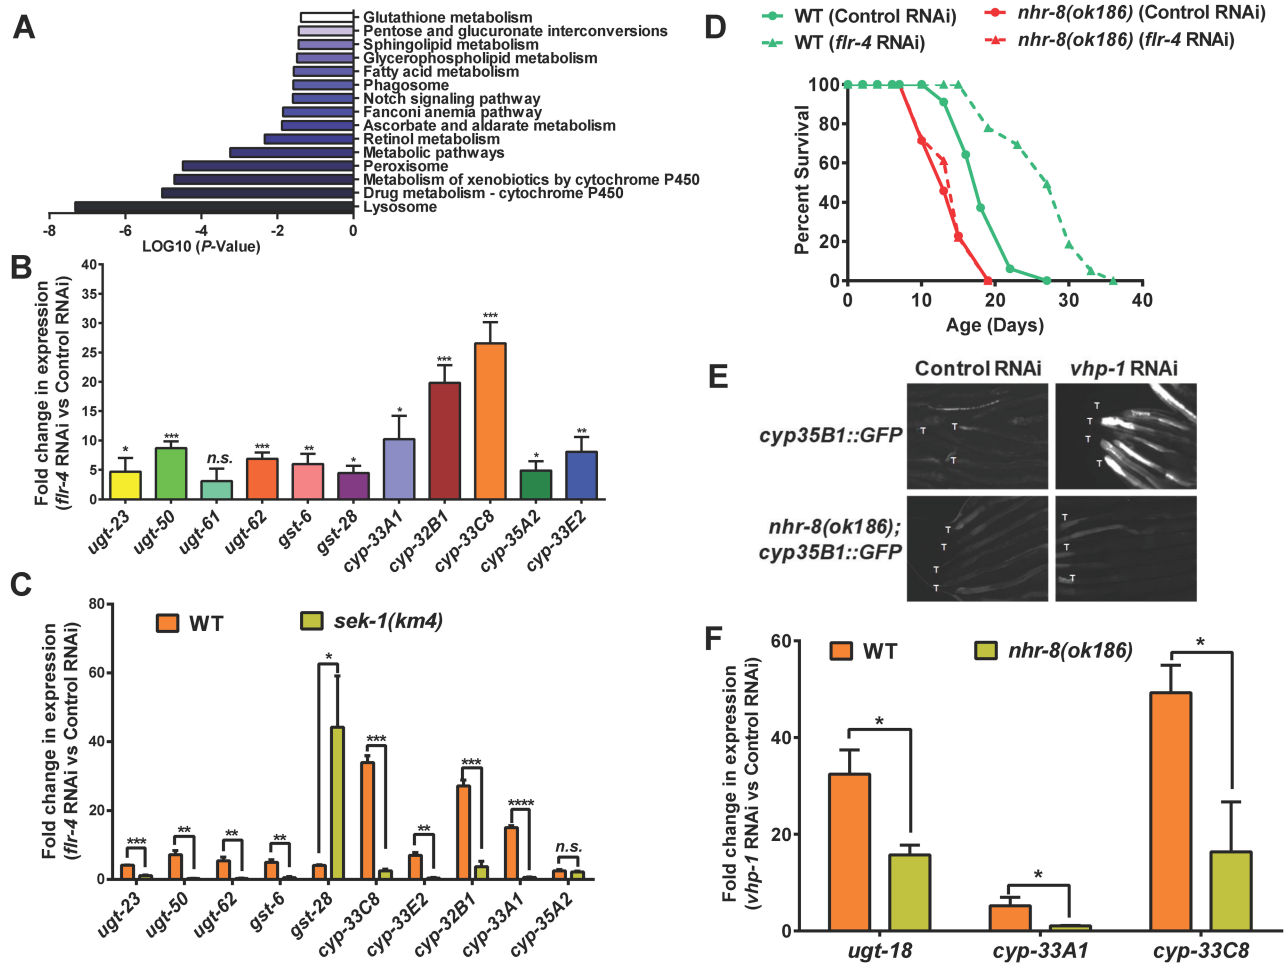 A
Glutathione metabolism
Pentose and glucuronate interconversions
Sphingolipid metabolism
Glycerophospholipid metabolism
Fatty acid metabolism
Phagosome
Notch signaling pathway
Fanconi anemia pathway
Ascorbate and aldarate metabolism
Retinol metabolism
Metabolic pathways
Peroxisome
Metabolism of xenobiotics by cytochrome P450
Drug metabolism - cytochrome P450
Lysosome
-8 -6 -4 -2 0
LOG10 (P-Value)
B
Fold change in expression
(flr-4 RNAi vs Control RNAi)
40
35
30
25
20
15
10
5
0
* *** n.s. *** ** * * *** *** * **
ugt-23 ugt-50 ugt-61 ugt-62 gst-6 gst-28 cyp-33A1 cyp-32B1 cyp-33C8 cyp-35A2 cyp-33E2
C
Fold change in expression
(flr-4 RNAi vs Control RNAi)
80
60
40
20
0
WT sek-1(km4)
*** ** ** ** * *** ** *** **** n.s.
ugt-23 ugt-50 ugt-62 gst-6 gst-28 cyp-33C8 cyp-33E2 cyp-32B1 cyp-33A1 cyp-35A2
D
WT (Control RNAi) nhr-8(ok186) (Control RNAi)
WT (flr-4 RNAi) nhr-8(ok186) (flr-4 RNAi)
Percent Survival
100
80
60
40
20
0
0 10 20 30 40
Age (Days)
E
Control RNAi vhp-1 RNAi
cyp35B1::GFP
T T T T T T T
nhr-8(ok186);
cyp35B1::GFP
T T T T T T T
F
Fold change in expression
(vhp-1 RNAi vs Control RNAi)
60
40
20
0
WT nhr-8(ok186)
* * *
ugt-18 cyp-33A1 cyp-33C8